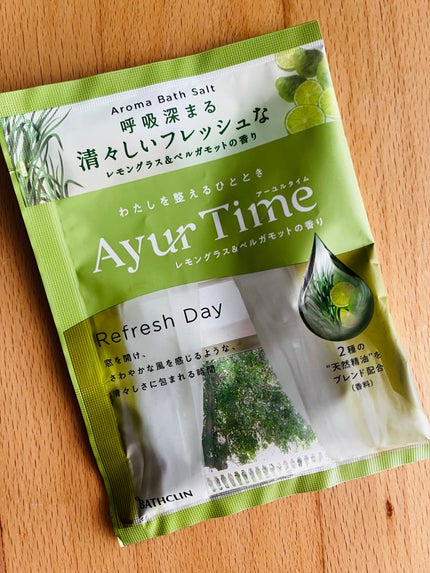 Aroma Bath Salt
呼吸深まる
清々しいフレッシュな
レモングラス&ベルガモットの香り
わたしを整えるひととき
アーユルタイム
Ayur Time
レモングラス&ベルガモットの香り
Refresh Day
窓を開け、
さわやかな風を感じるような、
清々しさに包まれる時間
2種の
"天然精油"を
ブレンド配合
(香料)
BATHCLIN